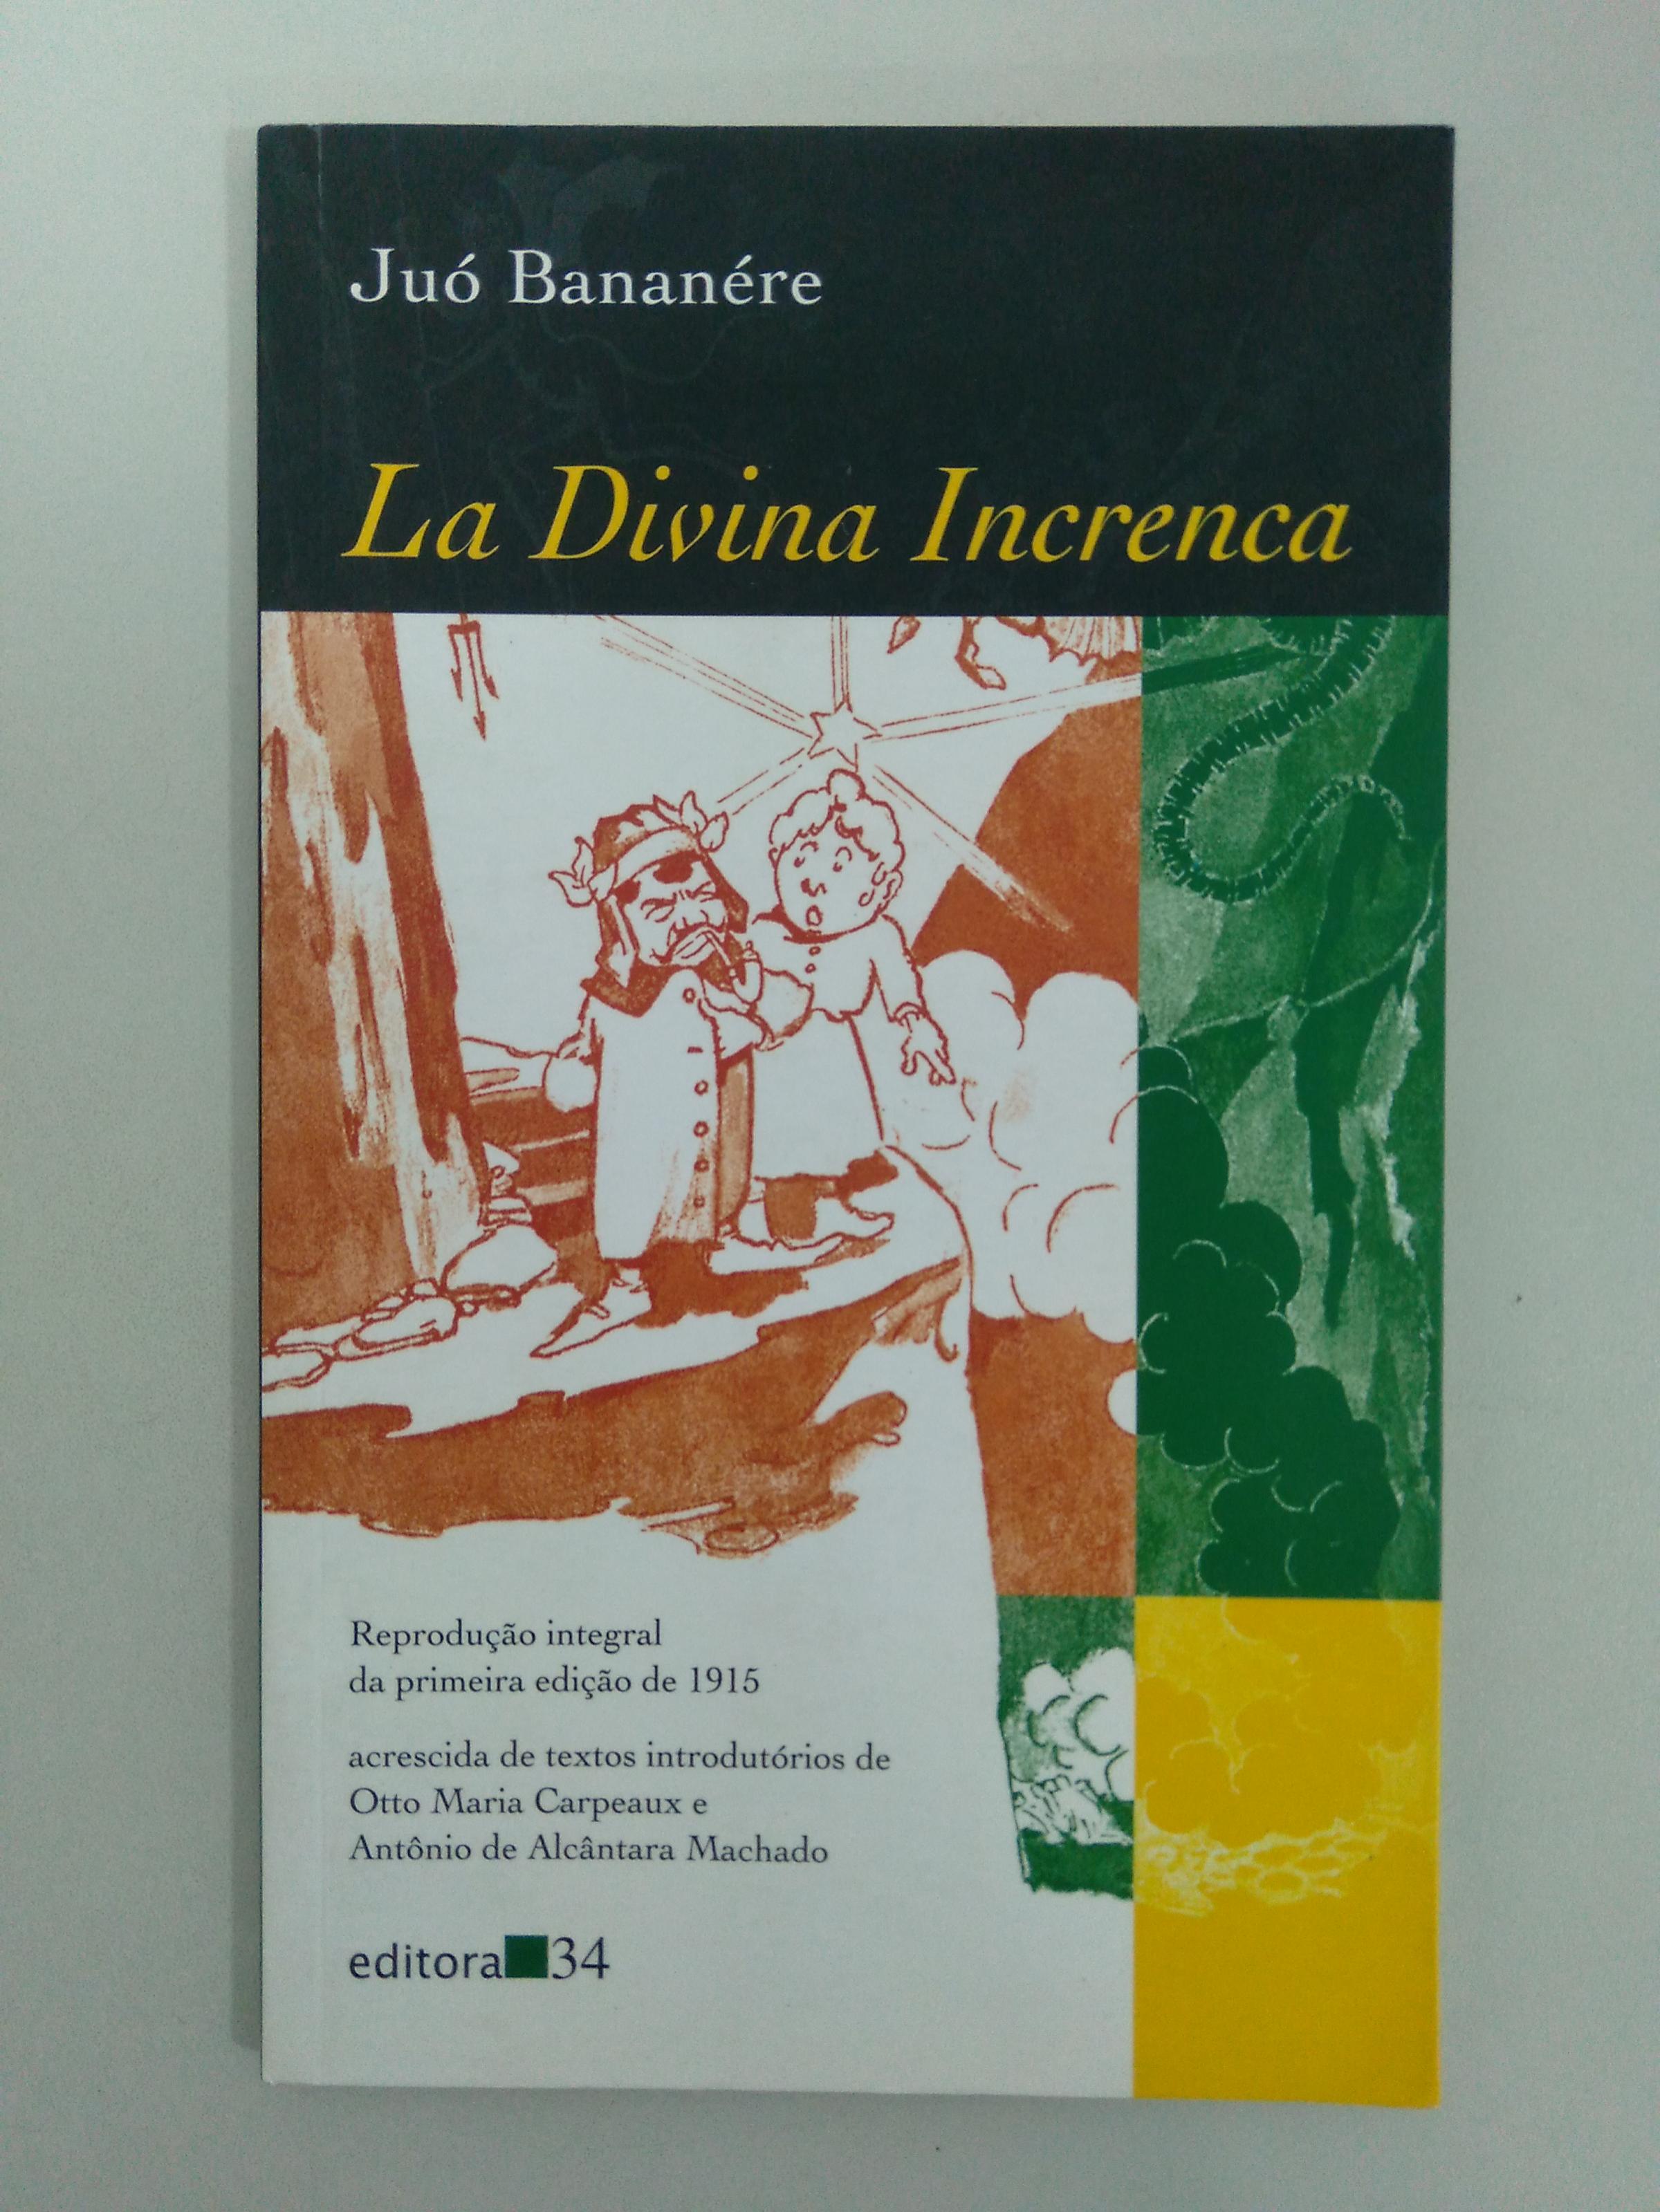 Juó Bananére
La Divina Increnca
Reprodução integral
da primeira edição de 1915
acrescida de textos introdutórios de
Otto Maria Carpeaux e
Antônio de Alcântara Machado
editora 34